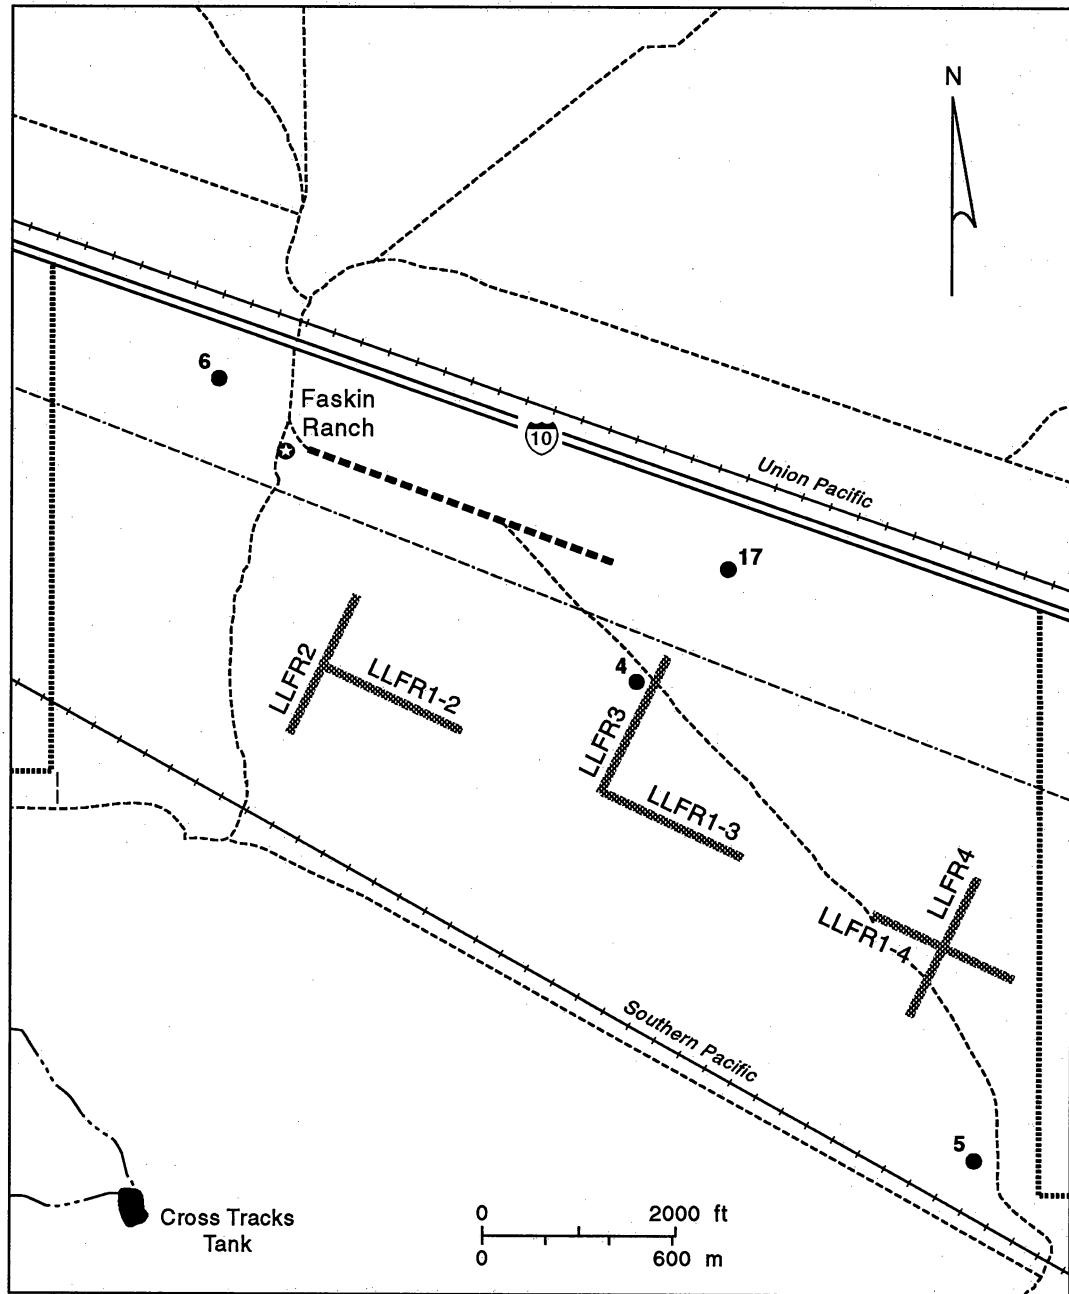 N
6
Faskin
Ranch
10
Union Pacific
17
LLFR2
LLFR1-2
4
LLFR3
LLFR1-3
LLFR4
LLFR1-4
Southern Pacific
5
Cross Tracks
Tank
0 2000 ft
0 600 m